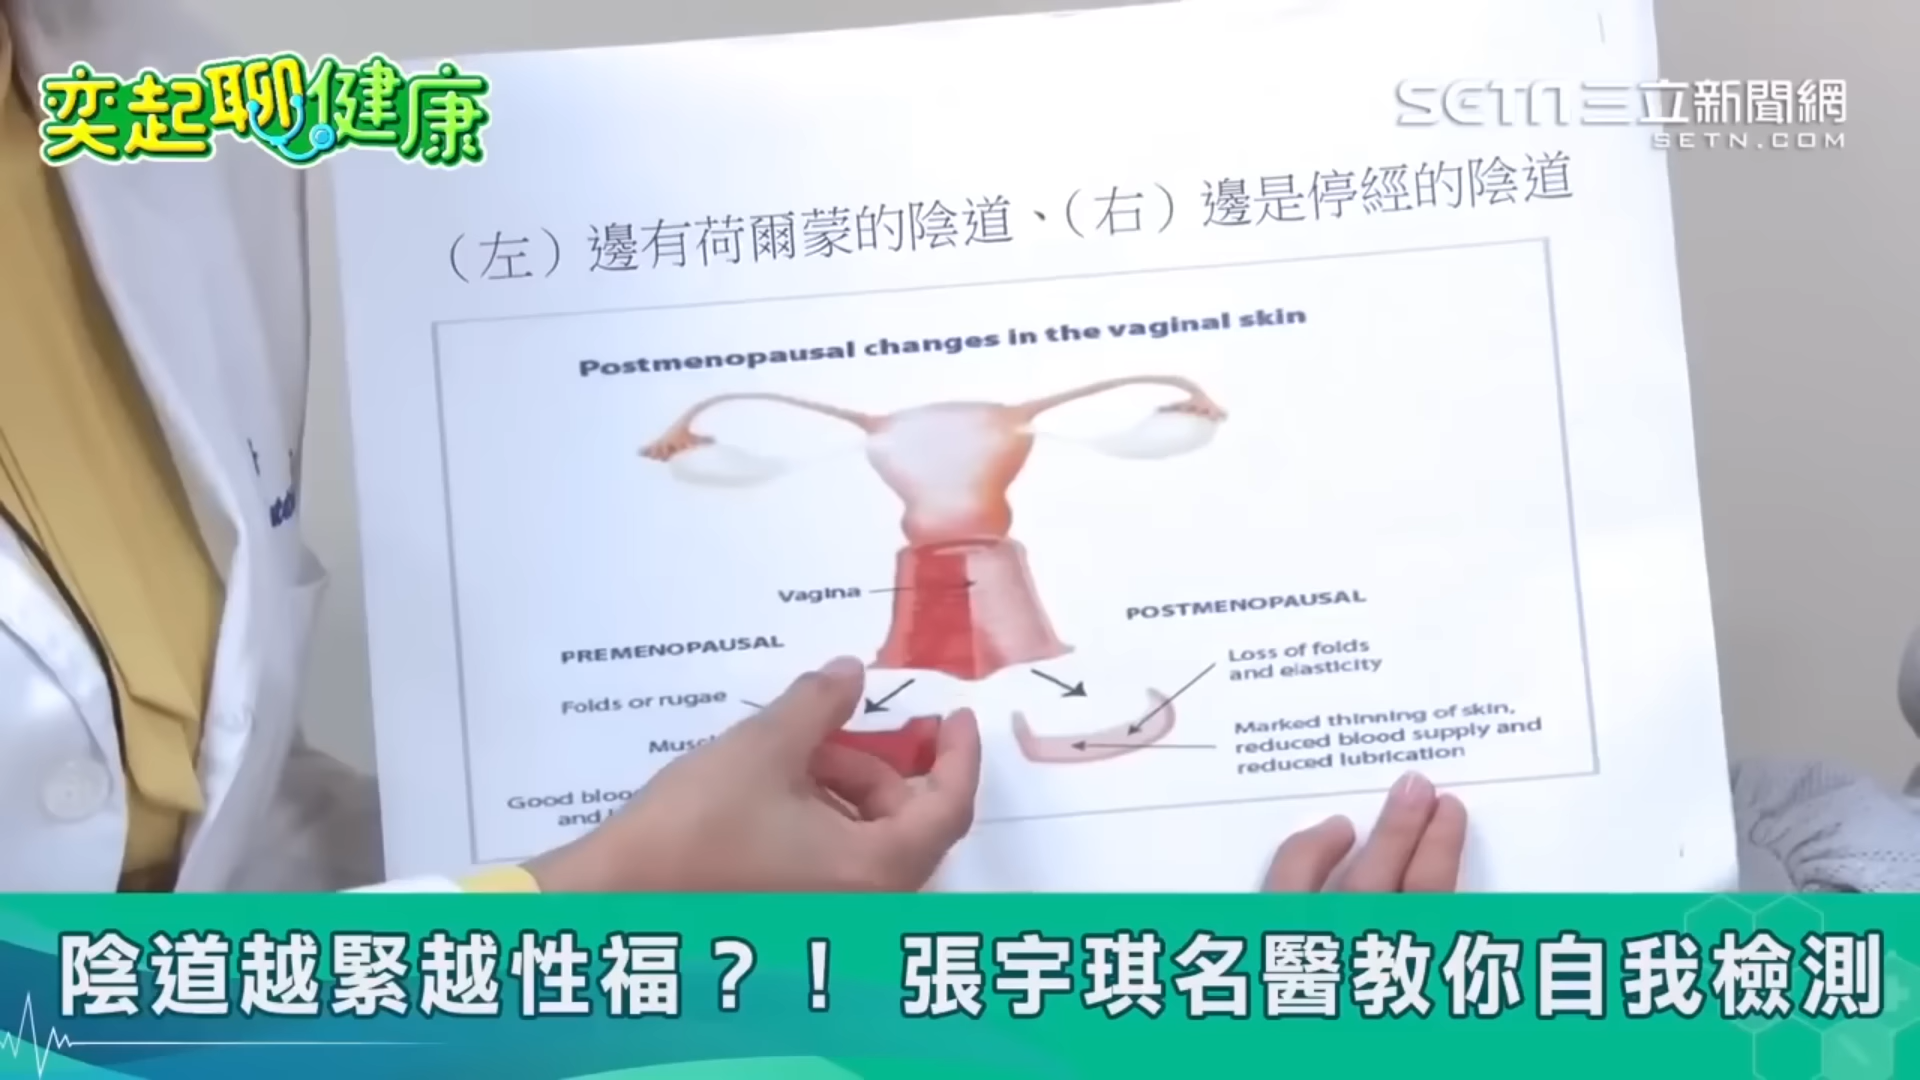 奕起聊健康
SETN三立新聞網
SETN.COM
（左）邊有荷爾蒙的陰道、（右）邊是停經的陰道
Postmenopausal changes in the vaginal skin
Vagina
PREMENOPAUSAL
POSTMENOPAUSAL
Folds or rugae
Loss of folds
and elasticity
Marked thinning of skin,
reduced blood supply and
reduced lubrication
Good
and
陰道越緊越性福？！ 張宇琪名醫教你自我檢測